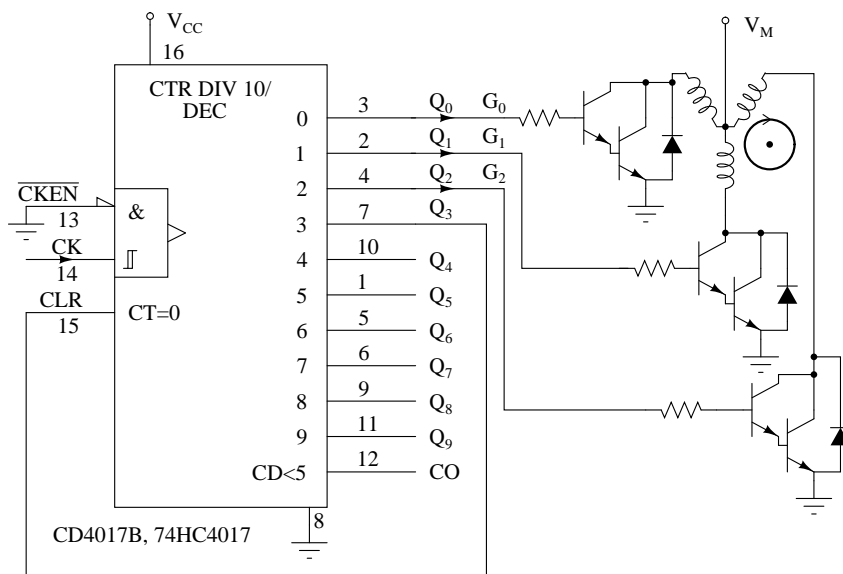 V_CC
16
V_M
CTR DIV 10/
DEC
0 3 Q_0 G_0
1 2 Q_1 G_1
2 4 Q_2 G_2
3 7 Q_3
4 10 Q_4
5 1 Q_5
6 5 Q_6
7 6 Q_7
8 9 Q_8
9 11 Q_9
CD<5 12 CO
CKEN
13
&
CK
14
CLR
15
CT=0
8
CD4017B, 74HC4017